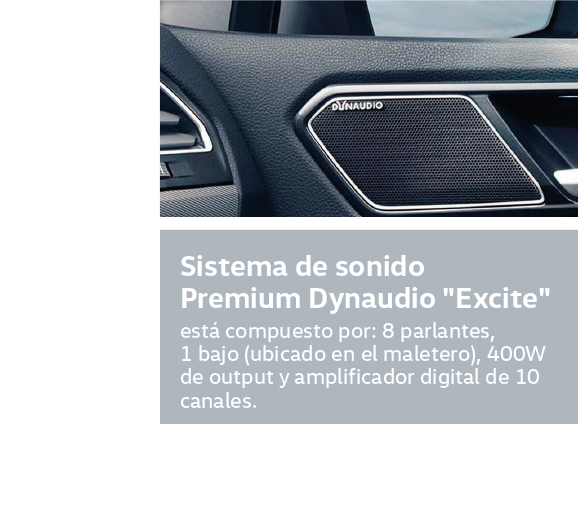 DYNAUDIO
Sistema de sonido
Premium Dynaudio "Excite"
está compuesto por: 8 parlantes,
1 bajo (ubicado en el maletero), 400W
de output y amplificador digital de 10
canales.